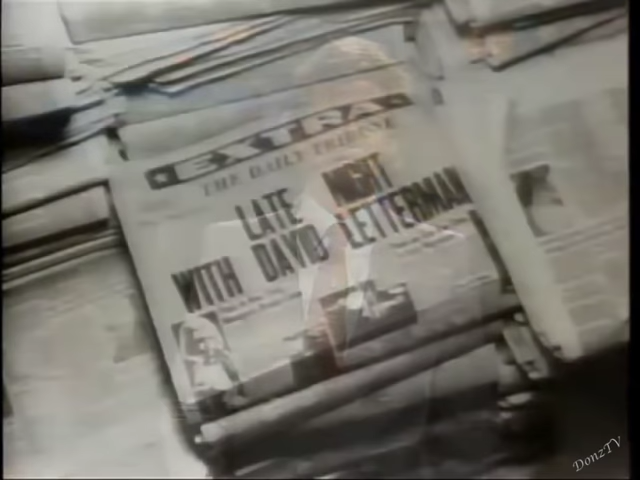 EXTRA
THE DAILY TRIBUNE
LATE NIGHT
WITH DAVID LETTERMAN
DonzTV